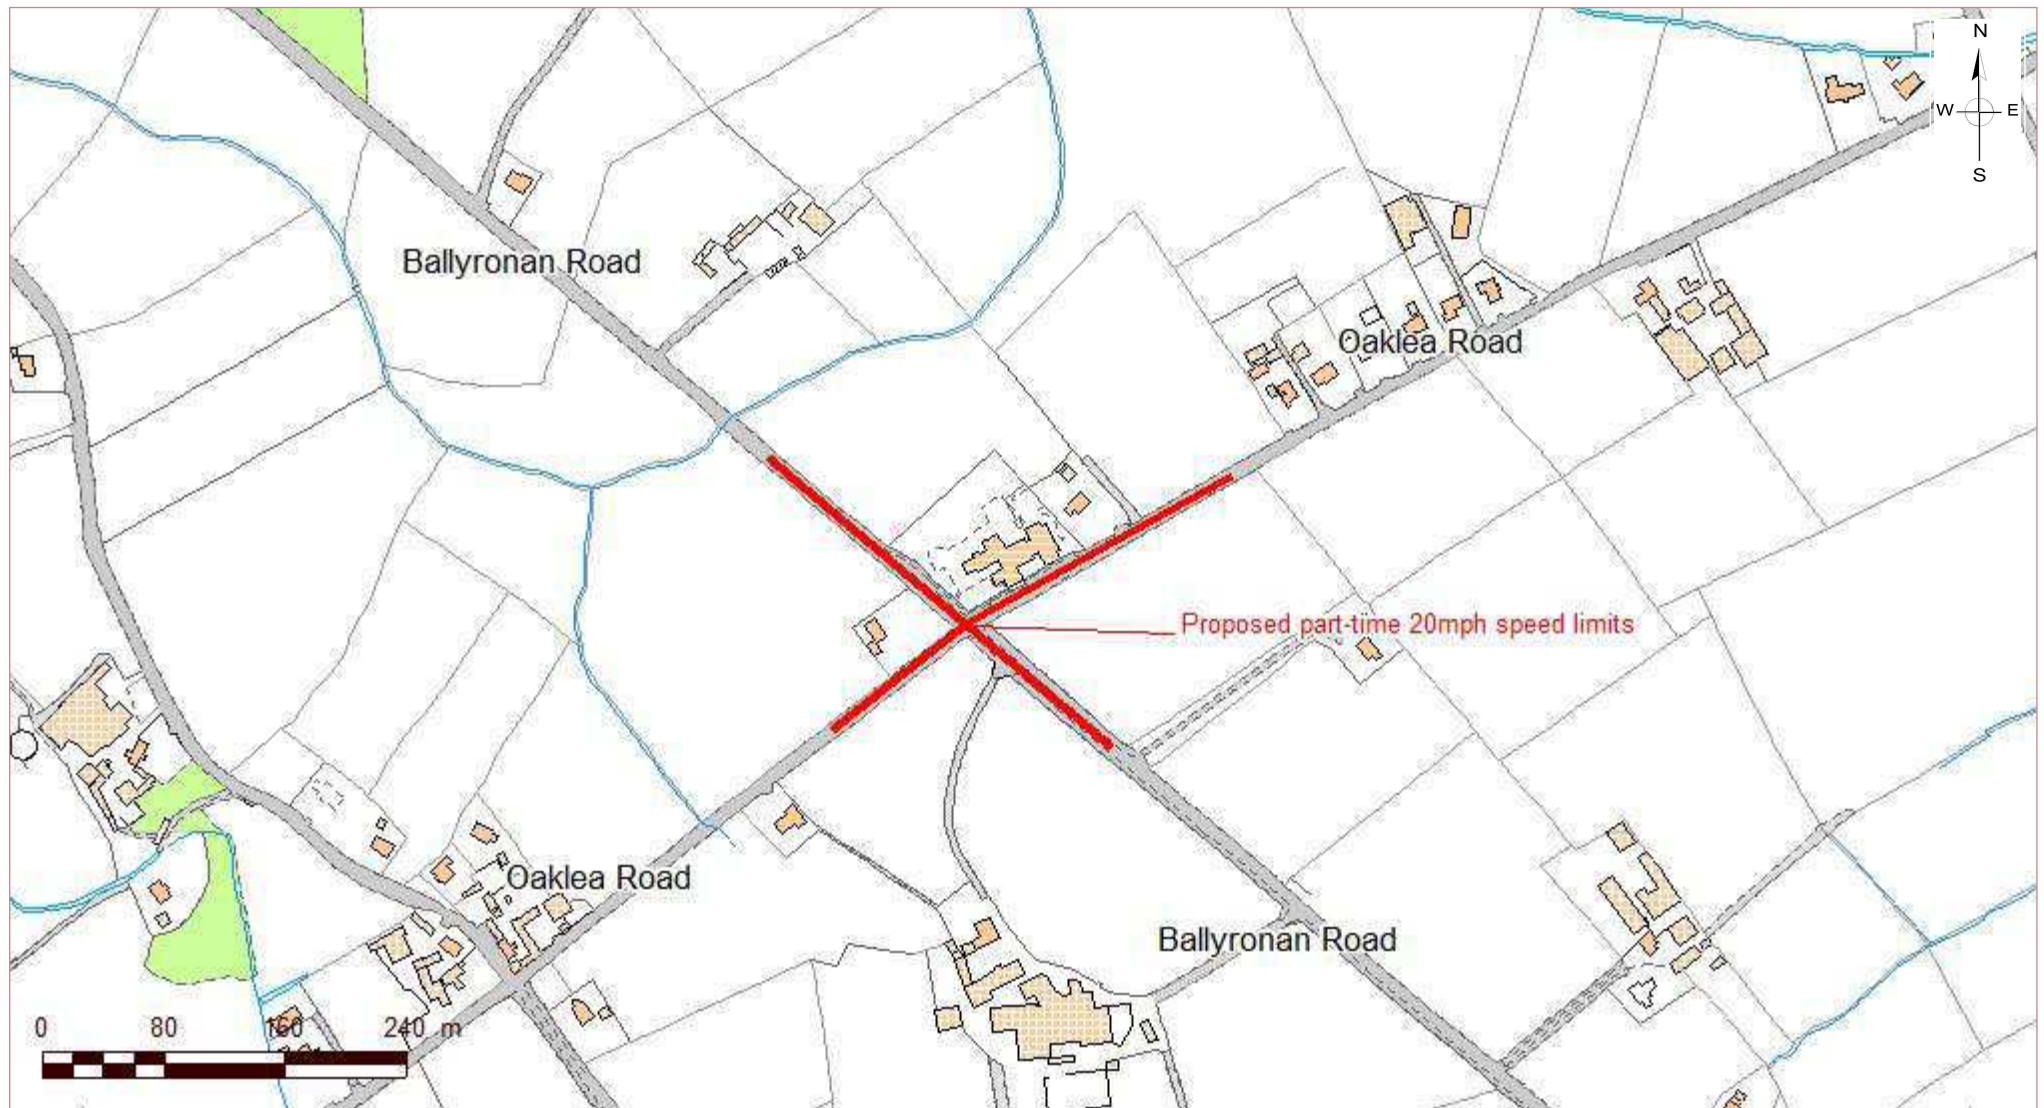 N
W E
S
Ballyronan Road
Oaklea Road
Proposed part-time 20mph speed limits
Oaklea Road
Ballyronan Road
0 80 160 240 m